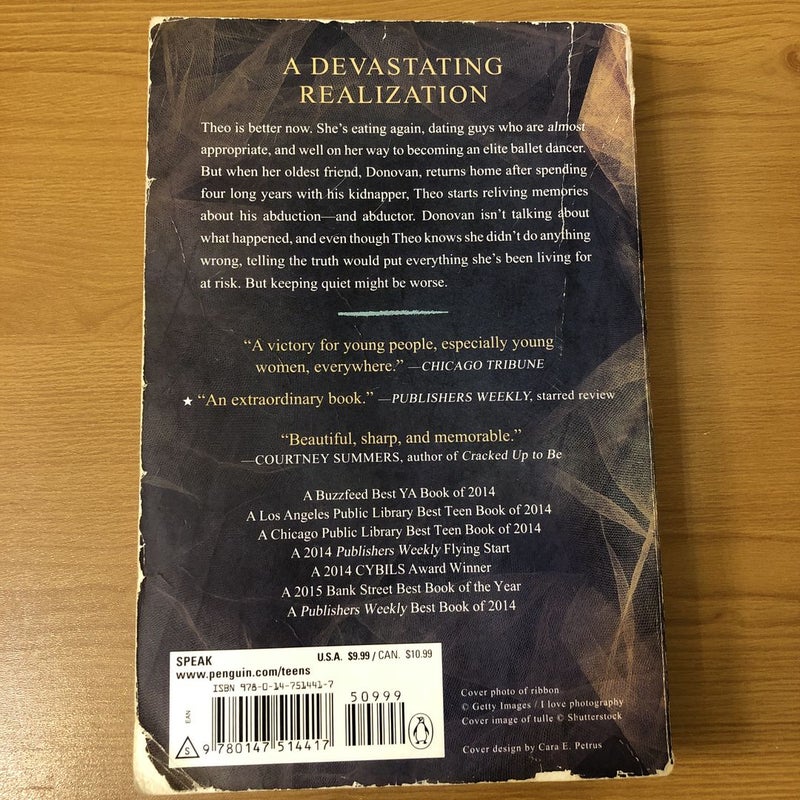 A DEVASTATING
REALIZATION
Theo is better now. She's eating again, dating guys who are almost
appropriate, and well on her way to becoming an elite ballet dancer.
But when her oldest friend, Donovan, returns home after spending
four long years with his kidnapper, Theo starts reliving memories
about his abduction—and abductor. Donovan isn't talking about
what happened, and even though Theo knows she didn't do anything
wrong, telling the truth would put everything she's been living for
at risk. But keeping quiet might be worse.
“A victory for young people, especially young
women, everywhere.” —CHICAGO TRIBUNE
★ “An extraordinary book.” —PUBLISHERS WEEKLY, starred review
“Beautiful, sharp, and memorable.”
—COURTNEY SUMMERS, author of Cracked Up to Be
A Buzzfeed Best YA Book of 2014
A Los Angeles Public Library Best Teen Book of 2014
A Chicago Public Library Best Teen Book of 2014
A 2014 Publishers Weekly Flying Start
A 2014 CYBILS Award Winner
A 2015 Bank Street Best Book of the Year
A Publishers Weekly Best Book of 2014
SPEAK U.S.A. $9.99 / CAN. $10.99
www.penguin.com/teens
ISBN 978-0-14-751441-7
50999
EAN
S
9 780147 514417
Cover photo of ribbon
© Getty Images / I love photography
Cover image of tulle © Shutterstock
Cover design by Cara E. Petrus